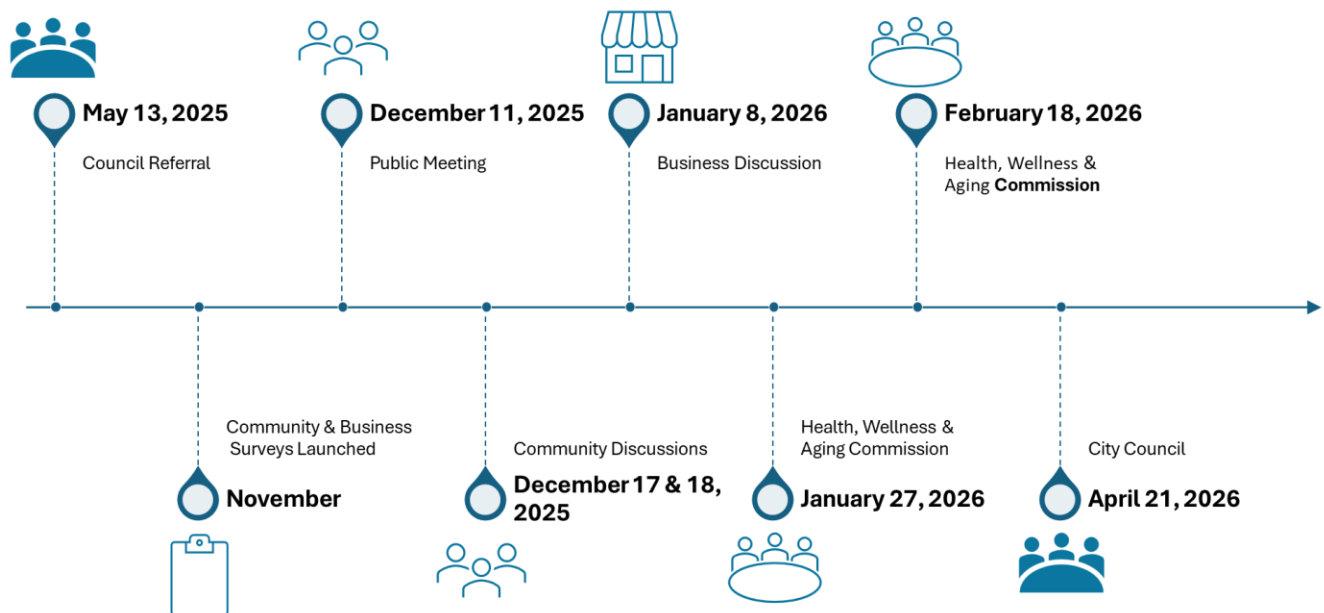 May 13, 2025
Council Referral
December 11, 2025
Public Meeting
January 8, 2026
Business Discussion
February 18, 2026
Health, Wellness &
Aging Commission
Community & Business
Surveys Launched
November
Community Discussions
December 17 & 18,
2025
Health, Wellness &
Aging Commission
January 27, 2026
City Council
April 21, 2026